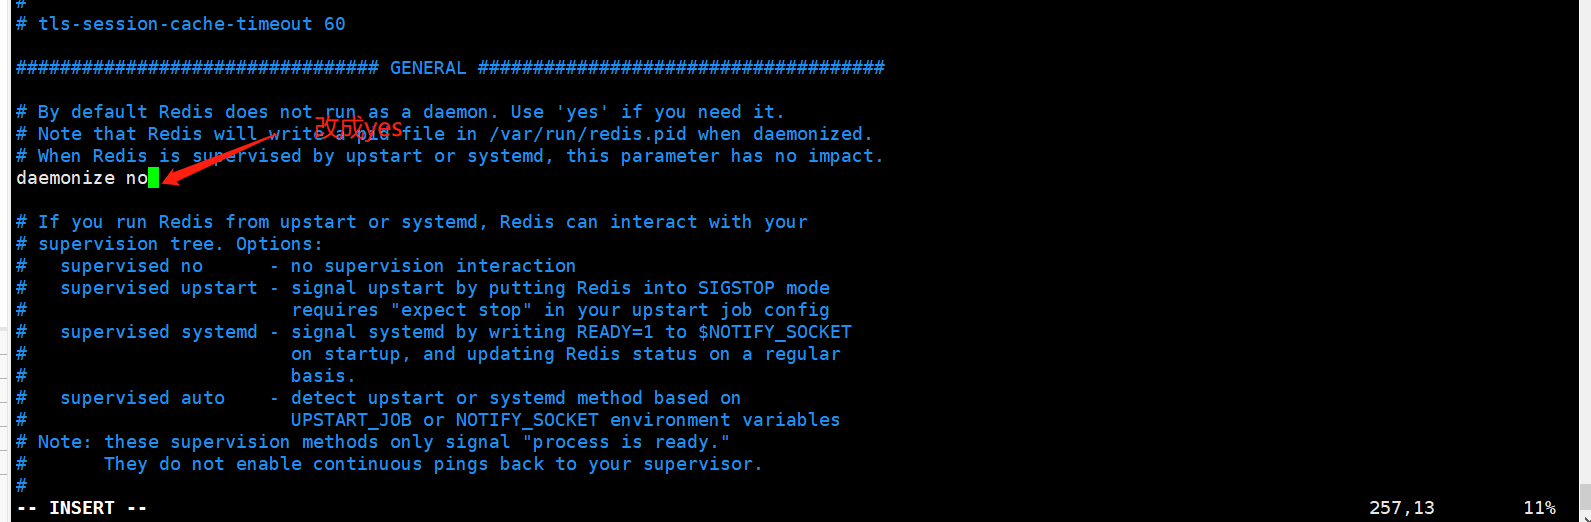 #
# tls-session-cache-timeout 60
################################# GENERAL #####################################
# By default Redis does not run as a daemon. Use 'yes' if you need it.
改成yes
# Note that Redis will write a pid file in /var/run/redis.pid when daemonized.
# When Redis is supervised by upstart or systemd, this parameter has no impact.
daemonize no
# If you run Redis from upstart or systemd, Redis can interact with your
# supervision tree. Options:
#   supervised no      - no supervision interaction
#   supervised upstart - signal upstart by putting Redis into SIGSTOP mode
#                        requires "expect stop" in your upstart job config
#   supervised systemd - signal systemd by writing READY=1 to $NOTIFY_SOCKET
#                        on startup, and updating Redis status on a regular
#                        basis.
#   supervised auto    - detect upstart or systemd method based on
#                        UPSTART_JOB or NOTIFY_SOCKET environment variables
# Note: these supervision methods only signal "process is ready."
#       They do not enable continuous pings back to your supervisor.
#
-- INSERT -- 257,13 11%